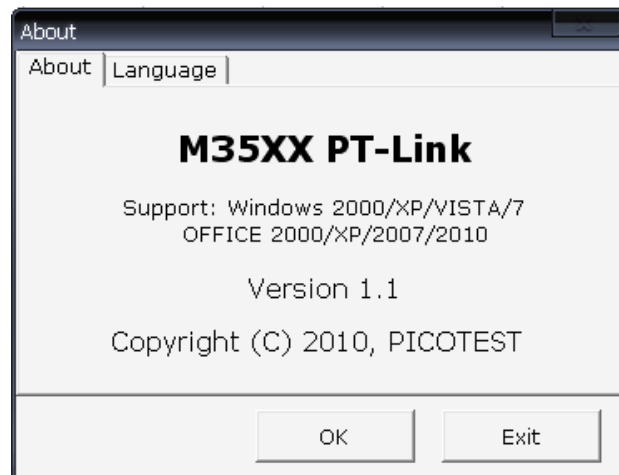 About
About Language
M35XX PT-Link
Support: Windows 2000/XP/VISTA/7
OFFICE 2000/XP/2007/2010
Version 1.1
Copyright (C) 2010, PICOTEST
OK Exit